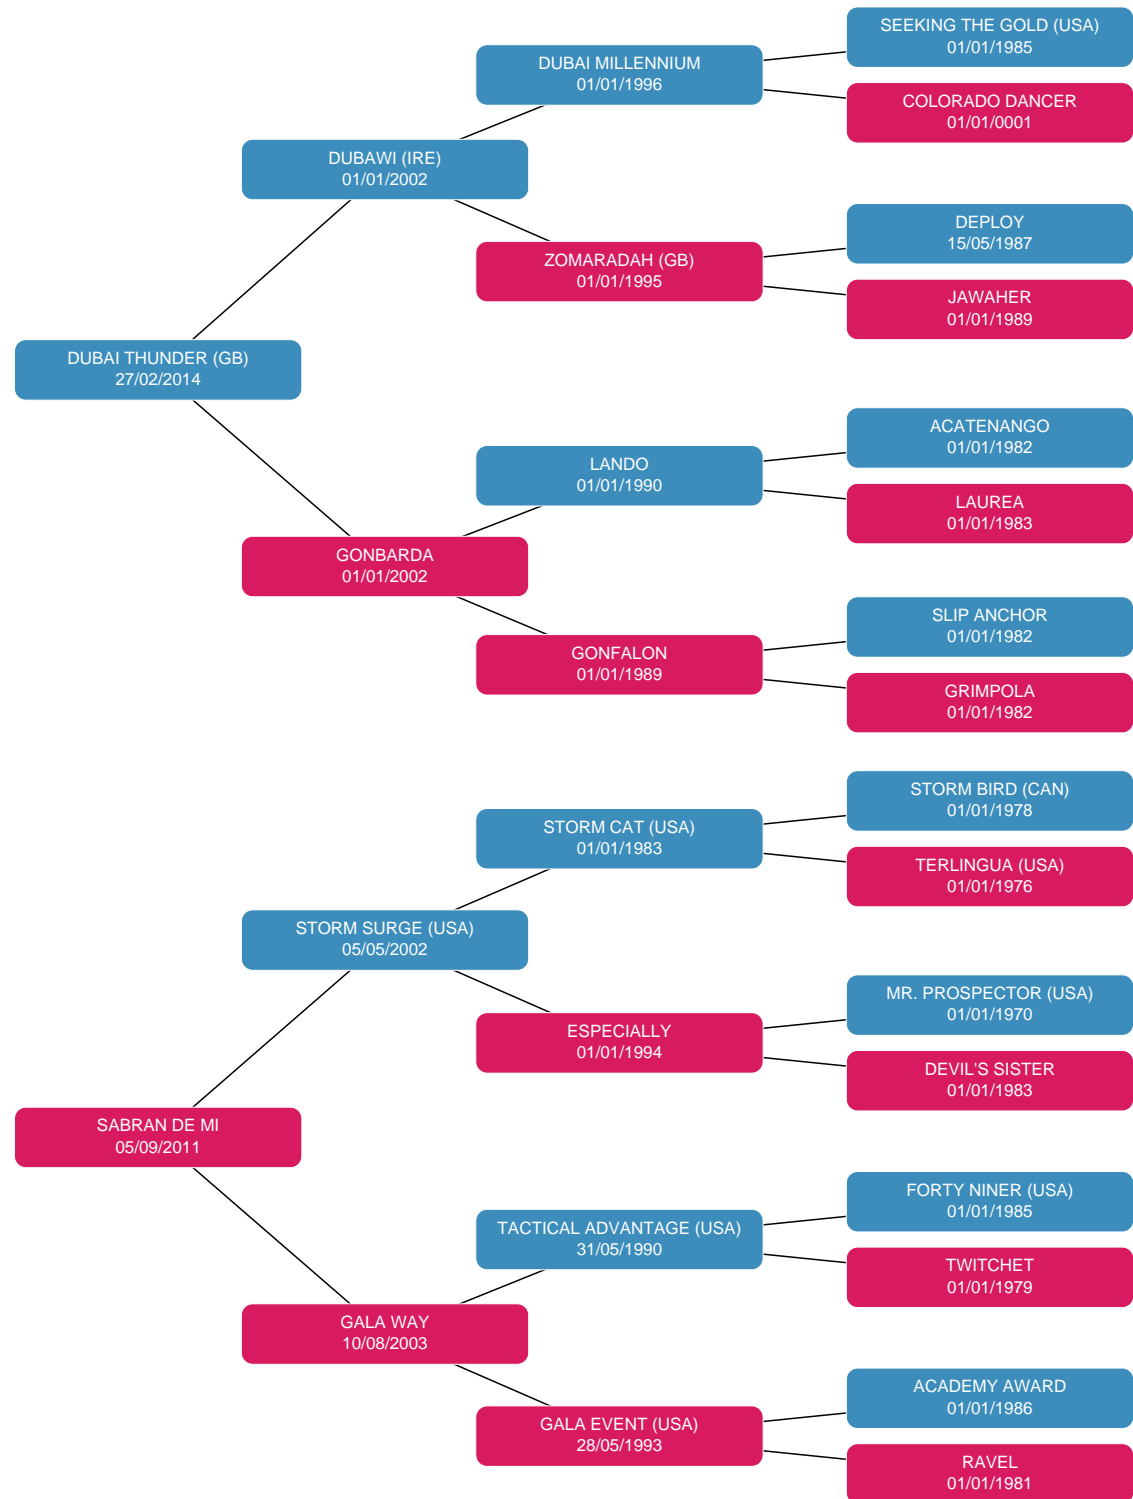 SEEKING THE GOLD (USA)
01/01/1985
DUBAI MILLENNIUM
01/01/1996
COLORADO DANCER
01/01/0001
DUBAWI (IRE)
01/01/2002
DEPLOY
15/05/1987
ZOMARADAH (GB)
01/01/1995
JAWAHER
01/01/1989
DUBAI THUNDER (GB)
27/02/2014
ACATENANGO
01/01/1982
LANDO
01/01/1990
LAUREA
01/01/1983
GONBARDA
01/01/2002
SLIP ANCHOR
01/01/1982
GONFALON
01/01/1989
GRIMPOLA
01/01/1982
STORM BIRD (CAN)
01/01/1978
STORM CAT (USA)
01/01/1983
TERLINGUA (USA)
01/01/1976
STORM SURGE (USA)
05/05/2002
MR. PROSPECTOR (USA)
01/01/1970
ESPECIALLY
01/01/1994
DEVIL'S SISTER
01/01/1983
SABRAN DE MI
05/09/2011
FORTY NINER (USA)
01/01/1985
TACTICAL ADVANTAGE (USA)
31/05/1990
TWITCHET
01/01/1979
GALA WAY
10/08/2003
ACADEMY AWARD
01/01/1986
GALA EVENT (USA)
28/05/1993
RAVEL
01/01/1981